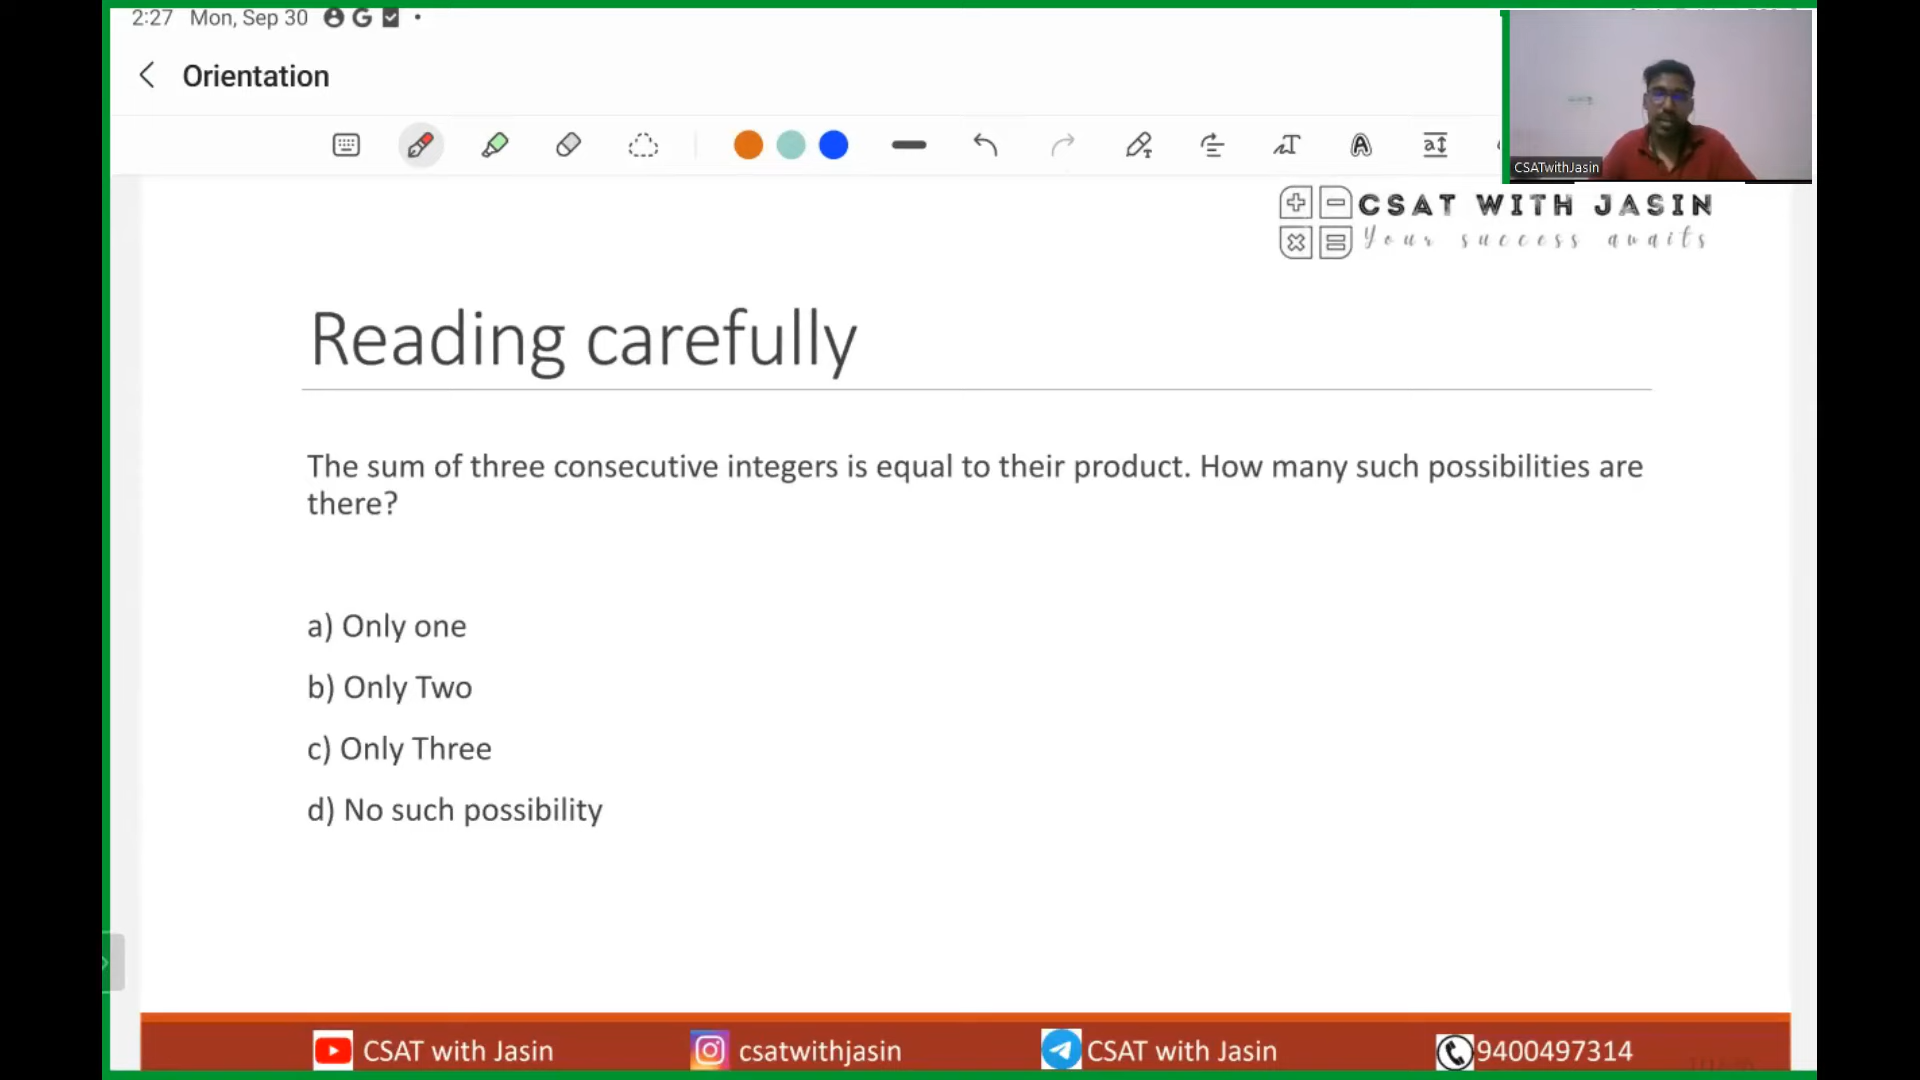 2:27 Mon, Sep 30
Orientation
CSATwithJasin
CSAT WITH JASIN
Your success awaits
Reading carefully
The sum of three consecutive integers is equal to their product. How many such possibilities are
there?
a) Only one
b) Only Two
c) Only Three
d) No such possibility
CSAT with Jasin
csatwithjasin
CSAT with Jasin
9400497314